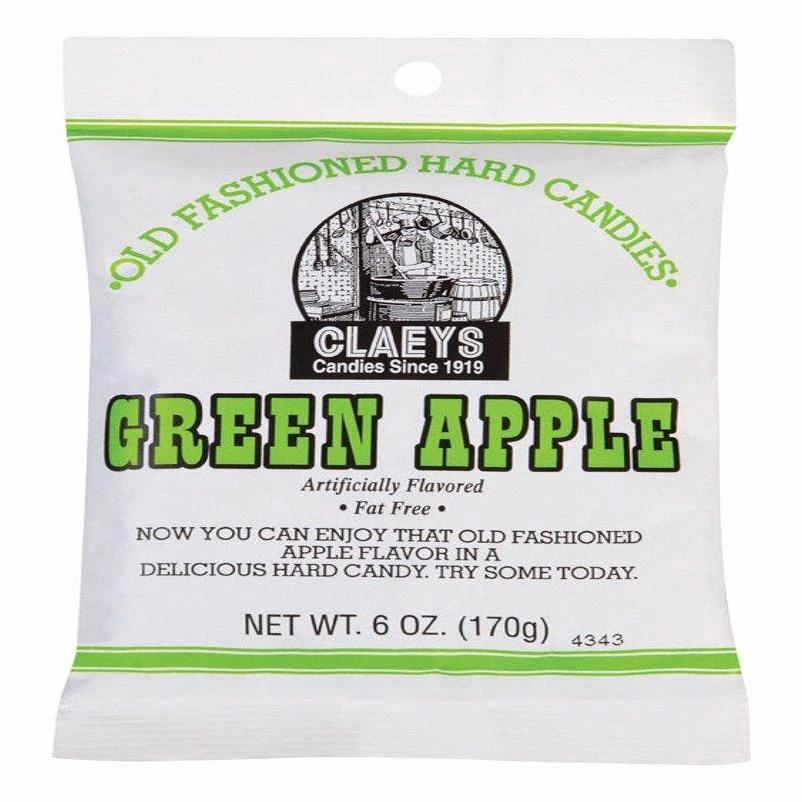 •OLD FASHIONED HARD CANDIES•
CLAEYS
Candies Since 1919
GREEN APPLE
Artificially Flavored
• Fat Free •
NOW YOU CAN ENJOY THAT OLD FASHIONED
APPLE FLAVOR IN A
DELICIOUS HARD CANDY. TRY SOME TODAY.
NET WT. 6 OZ. (170g)
4343